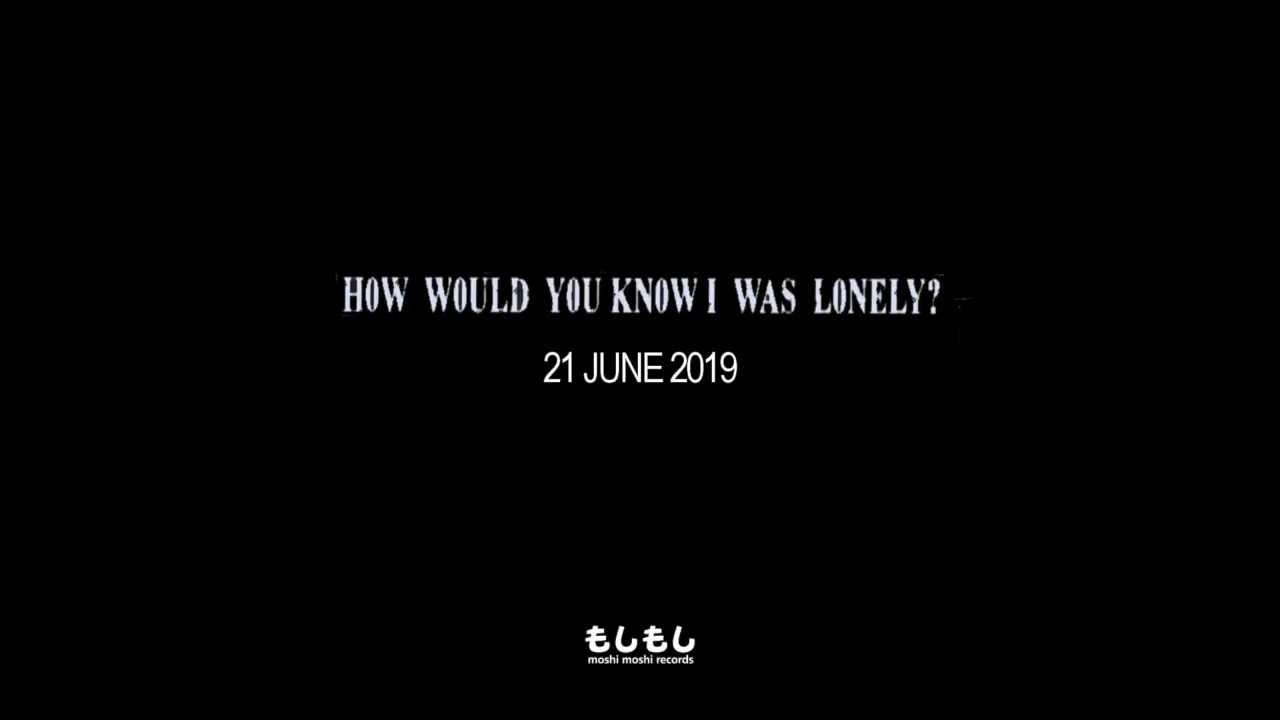 HOW WOULD YOU KNOW I WAS LONELY?
21 JUNE 2019
もしもし
moshi moshi records